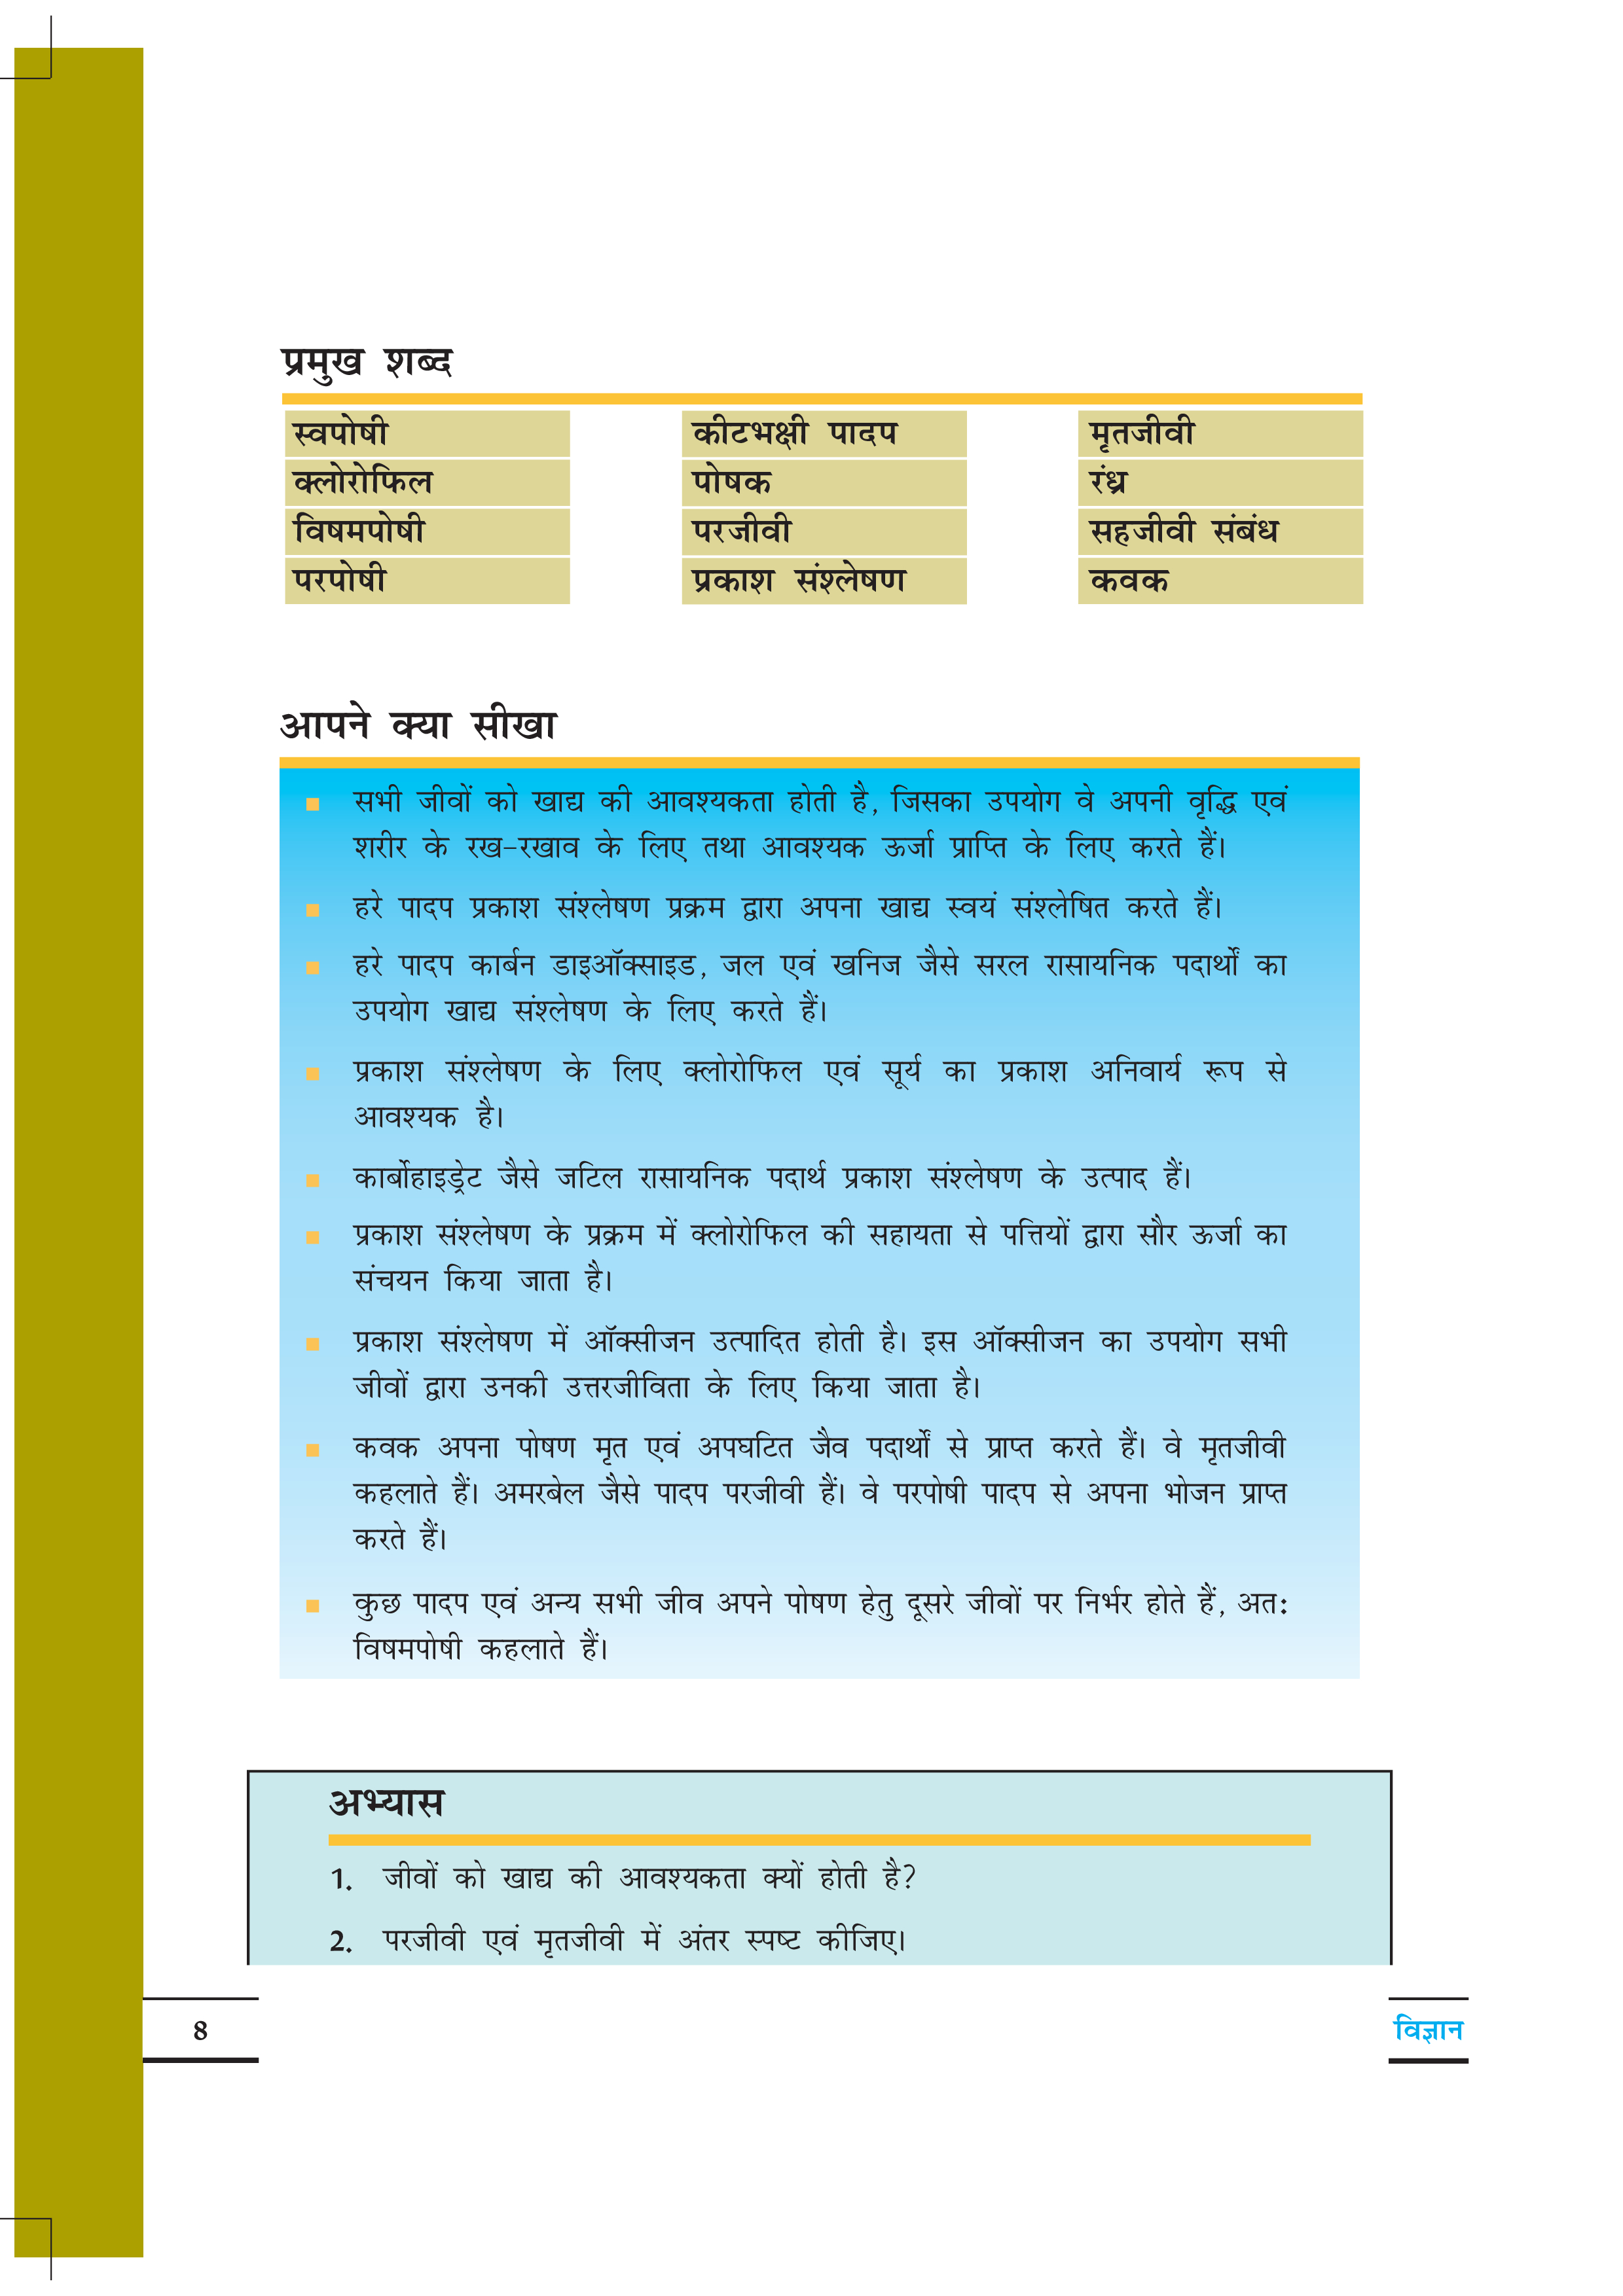 प्रमुख शब्द
स्वपोषी कीटभक्षी पादप मृतजीवी
क्लोरोफिल पोषक रंध्र
विषमपोषी परजीवी सहजीवी संबंध
परपोषी प्रकाश संश्लेषण कवक
आपने क्या सीखा
सभी जीवों को खाद्य की आवश्यकता होती है, जिसका उपयोग वे अपनी वृद्धि एवं
शरीर के रख-रखाव के लिए तथा आवश्यक ऊर्जा प्राप्ति के लिए करते हैं।
हरे पादप प्रकाश संश्लेषण प्रक्रम द्वारा अपना खाद्य स्वयं संश्लेषित करते हैं।
हरे पादप कार्बन डाइऑक्साइड, जल एवं खनिज जैसे सरल रासायनिक पदार्थों का
उपयोग खाद्य संश्लेषण के लिए करते हैं।
प्रकाश संश्लेषण के लिए क्लोरोफिल एवं सूर्य का प्रकाश अनिवार्य रूप से
आवश्यक है।
कार्बोहाइड्रेट जैसे जटिल रासायनिक पदार्थ प्रकाश संश्लेषण के उत्पाद हैं।
प्रकाश संश्लेषण के प्रक्रम में क्लोरोफिल की सहायता से पत्तियों द्वारा सौर ऊर्जा का
संचयन किया जाता है।
प्रकाश संश्लेषण में ऑक्सीजन उत्पादित होती है। इस ऑक्सीजन का उपयोग सभी
जीवों द्वारा उनकी उत्तरजीविता के लिए किया जाता है।
कवक अपना पोषण मृत एवं अपघटित जैव पदार्थों से प्राप्त करते हैं। वे मृतजीवी
कहलाते हैं। अमरबेल जैसे पादप परजीवी हैं। वे परपोषी पादप से अपना भोजन प्राप्त
करते हैं।
कुछ पादप एवं अन्य सभी जीव अपने पोषण हेतु दूसरे जीवों पर निर्भर होते हैं, अतः
विषमपोषी कहलाते हैं।
अभ्यास
1. जीवों को खाद्य की आवश्यकता क्यों होती है?
2. परजीवी एवं मृतजीवी में अंतर स्पष्ट कीजिए।
8 विज्ञान